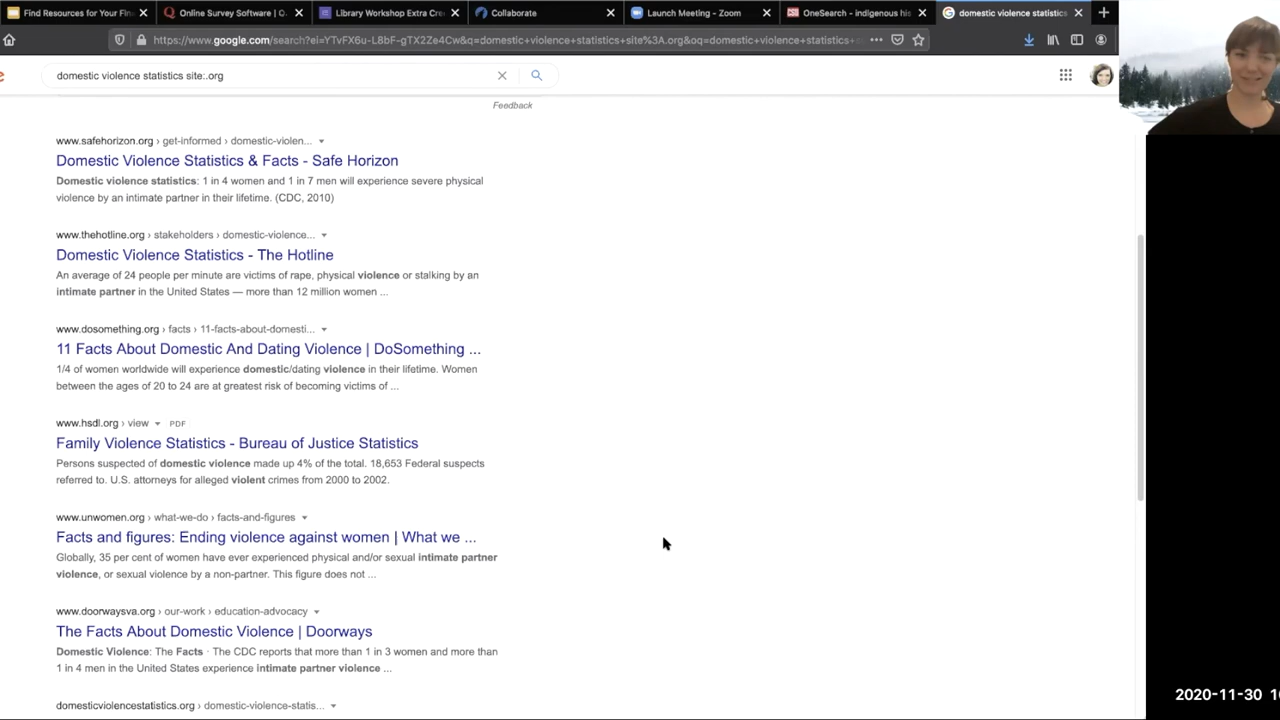 Find Resources for Your Fin
Online Survey Software | Q
Library Workshop Extra Cre
Collaborate
Launch Meeting - Zoom
OneSearch - indigenous his
domestic violence statistics
https://www.google.com/search?ei=YTvFX6u-L8bF-gTX2Ze4Cw&q=domestic+violence+statistics+site%3A.org&oq=domestic+violence+statistics+
domestic violence statistics site:.org
Feedback
www.safehorizon.org › get-informed › domestic-violen...
Domestic Violence Statistics & Facts - Safe Horizon
Domestic violence statistics: 1 in 4 women and 1 in 7 men will experience severe physical
violence by an intimate partner in their lifetime. (CDC, 2010)
www.thehotline.org › stakeholders › domestic-violence...
Domestic Violence Statistics - The Hotline
An average of 24 people per minute are victims of rape, physical violence or stalking by an
intimate partner in the United States — more than 12 million women ...
www.dosomething.org › facts › 11-facts-about-domesti...
11 Facts About Domestic And Dating Violence | DoSomething ...
1/4 of women worldwide will experience domestic/dating violence in their lifetime. Women
between the ages of 20 to 24 are at greatest risk of becoming victims of ...
www.hsdl.org › view PDF
Family Violence Statistics - Bureau of Justice Statistics
Persons suspected of domestic violence made up 4% of the total. 18,653 Federal suspects
referred to. U.S. attorneys for alleged violent crimes from 2000 to 2002.
www.unwomen.org › what-we-do › facts-and-figures
Facts and figures: Ending violence against women | What we ...
Globally, 35 per cent of women have ever experienced physical and/or sexual intimate partner
violence, or sexual violence by a non-partner. This figure does not ...
www.doorwaysva.org › our-work › education-advocacy
The Facts About Domestic Violence | Doorways
Domestic Violence: The Facts · The CDC reports that more than 1 in 3 women and more than
1 in 4 men in the United States experience intimate partner violence ...
domesticviolencestatistics.org › domestic-violence-statis...
2020-11-30